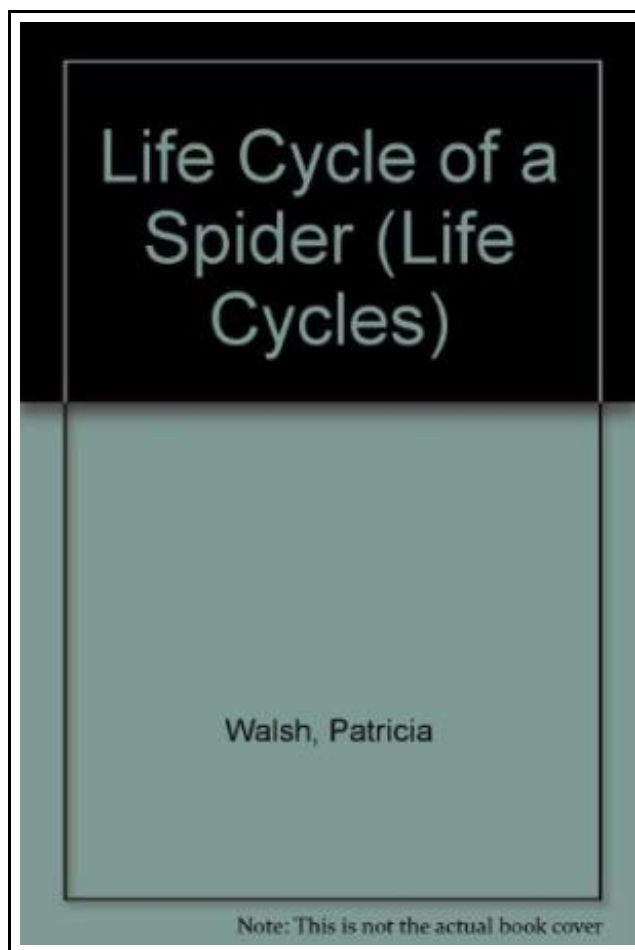 Life Cycle of a
Spider (Life
Cycles)
Walsh, Patricia
Note: This is not the actual book cover